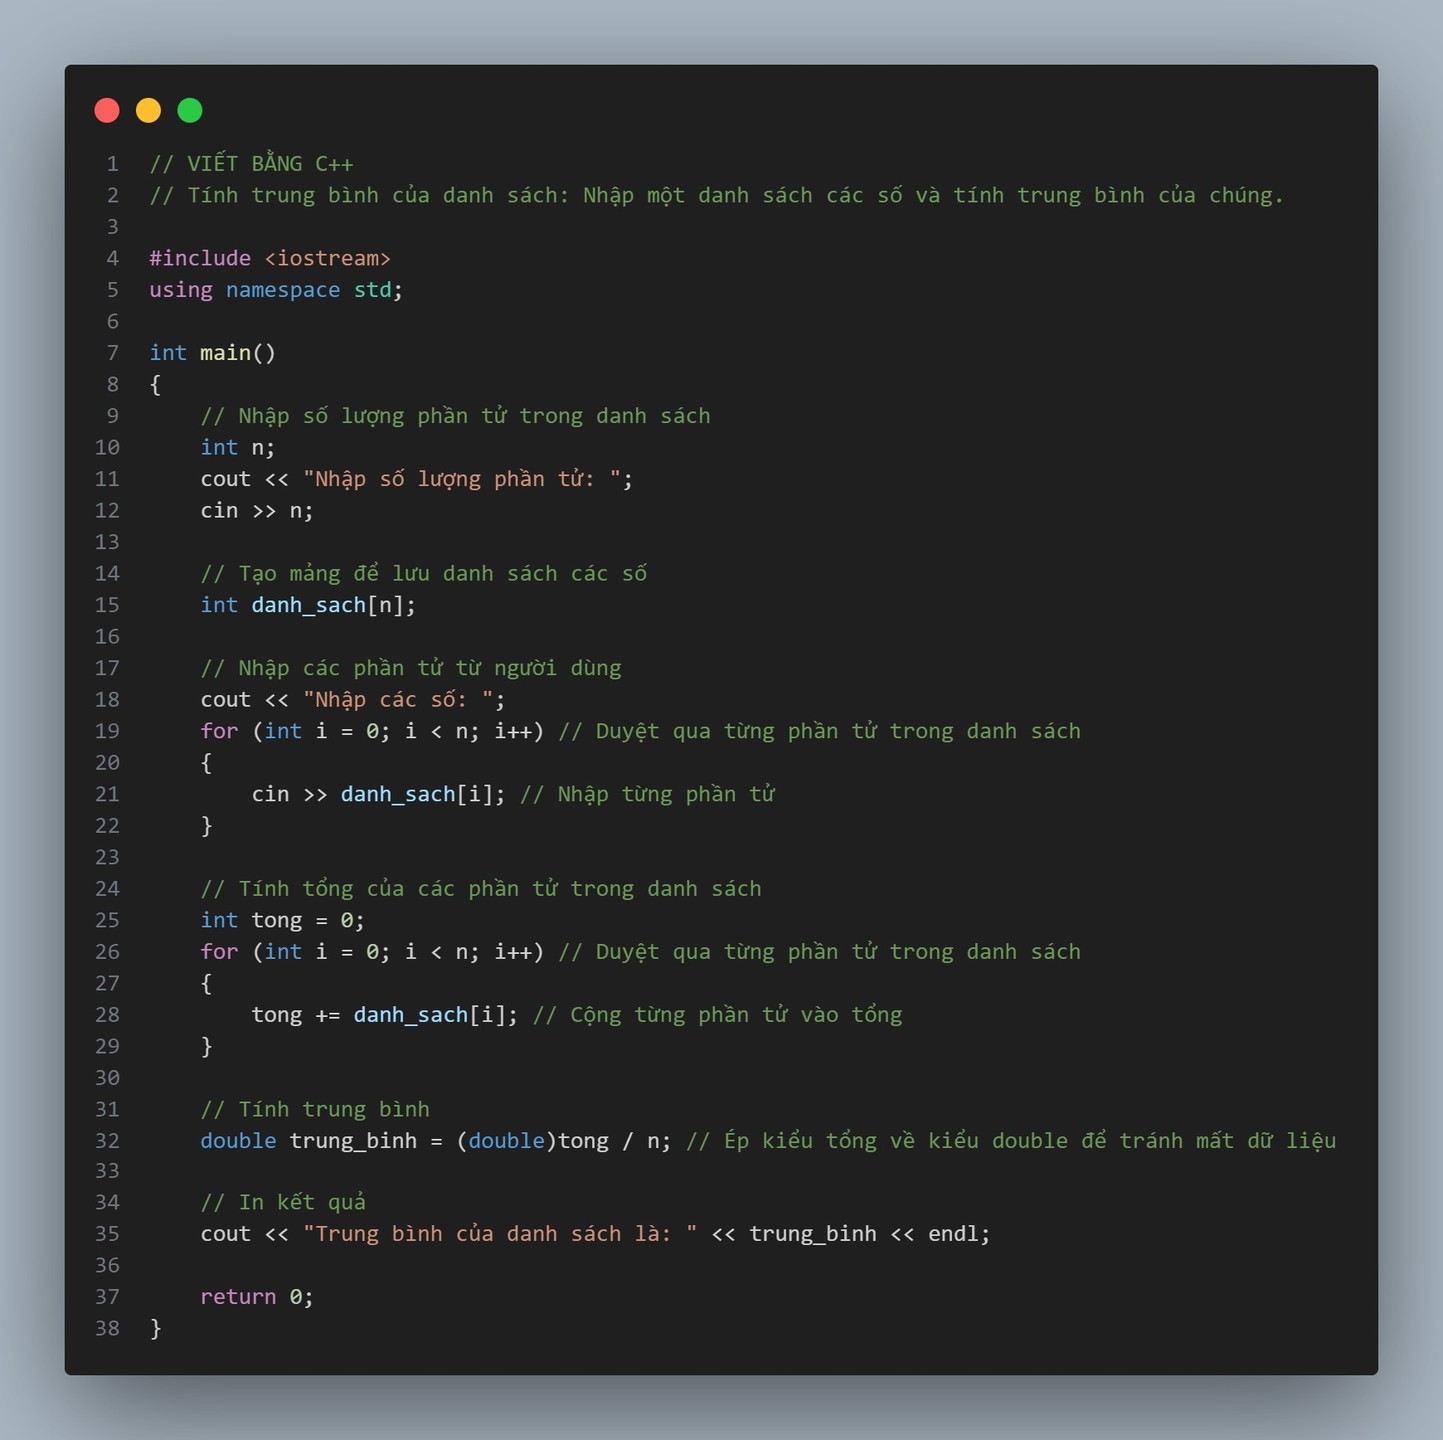 1 // VIẾT BẰNG C++
2 // Tính trung bình của danh sách: Nhập một danh sách các số và tính trung bình của chúng.
3
4 #include <iostream>
5 using namespace std;
6
7 int main()
8 {
9     // Nhập số lượng phần tử trong danh sách
10     int n;
11     cout << "Nhập số lượng phần tử: ";
12     cin >> n;
13
14     // Tạo mảng để lưu danh sách các số
15     int danh_sach[n];
16
17     // Nhập các phần tử từ người dùng
18     cout << "Nhập các số: ";
19     for (int i = 0; i < n; i++) // Duyệt qua từng phần tử trong danh sách
20     {
21         cin >> danh_sach[i]; // Nhập từng phần tử
22     }
23
24     // Tính tổng của các phần tử trong danh sách
25     int tong = 0;
26     for (int i = 0; i < n; i++) // Duyệt qua từng phần tử trong danh sách
27     {
28         tong += danh_sach[i]; // Cộng từng phần tử vào tổng
29     }
30
31     // Tính trung bình
32     double trung_binh = (double)tong / n; // Ép kiểu tổng về kiểu double để tránh mất dữ liệu
33
34     // In kết quả
35     cout << "Trung bình của danh sách là: " << trung_binh << endl;
36
37     return 0;
38 }